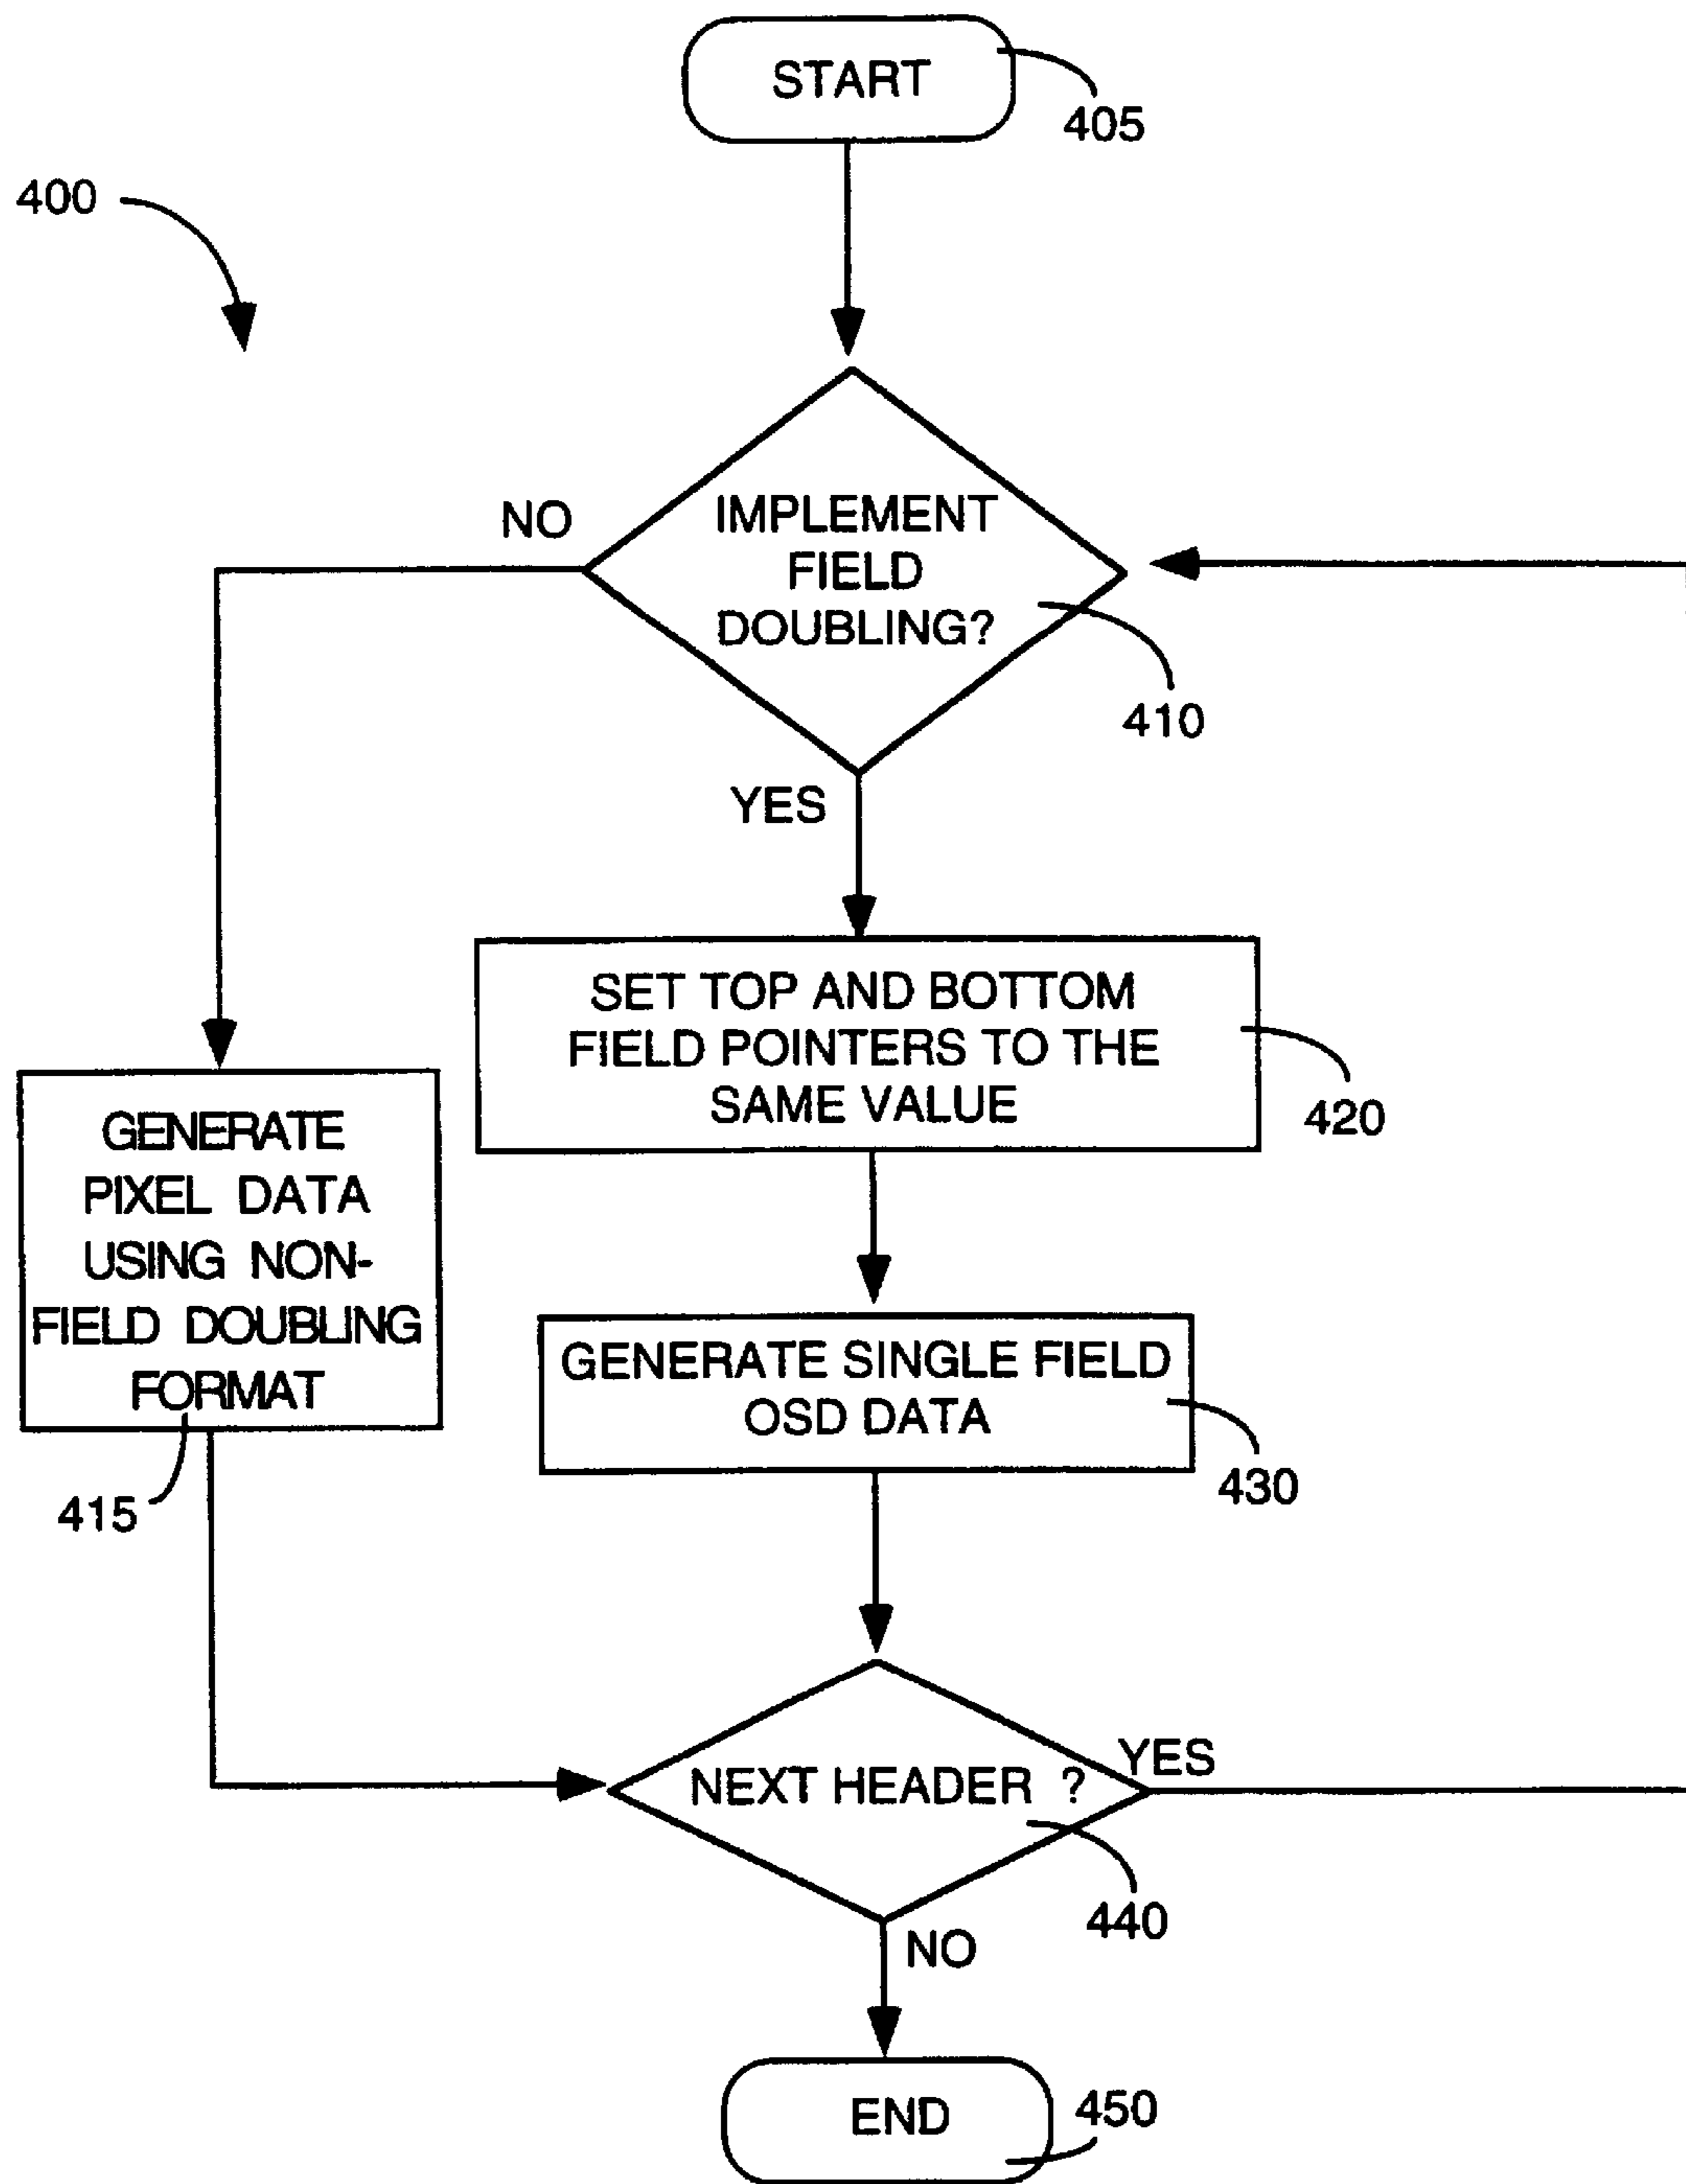 START
405
400
NO
IMPLEMENT
FIELD
DOUBLING?
410
YES
SET TOP AND BOTTOM
FIELD POINTERS TO THE
SAME VALUE
420
GENERATE
PIXEL DATA
USING NON-
FIELD DOUBLING
FORMAT
415
GENERATE SINGLE FIELD
OSD DATA
430
NEXT HEADER ?
YES
440
NO
END
450